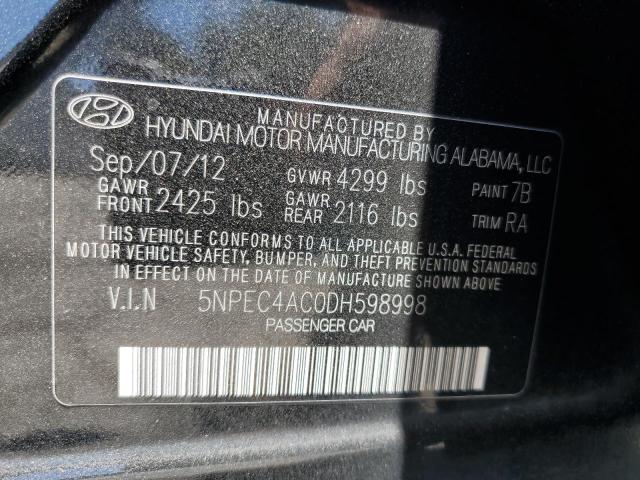 MANUFACTURED BY
HYUNDAI MOTOR MANUFACTURING ALABAMA, LLC
Sep/07/12 GVWR 4299 lbs PAINT 7B
GAWR FRONT 2425 lbs GAWR REAR 2116 lbs TRIM RA
THIS VEHICLE CONFORMS TO ALL APPLICABLE U.S.A. FEDERAL
MOTOR VEHICLE SAFETY, BUMPER, AND THEFT PREVENTION STANDARDS
IN EFFECT ON THE DATE OF MANUFACTURE SHOWN ABOVE
V.I.N 5NPEC4AC0DH598998
PASSENGER CAR